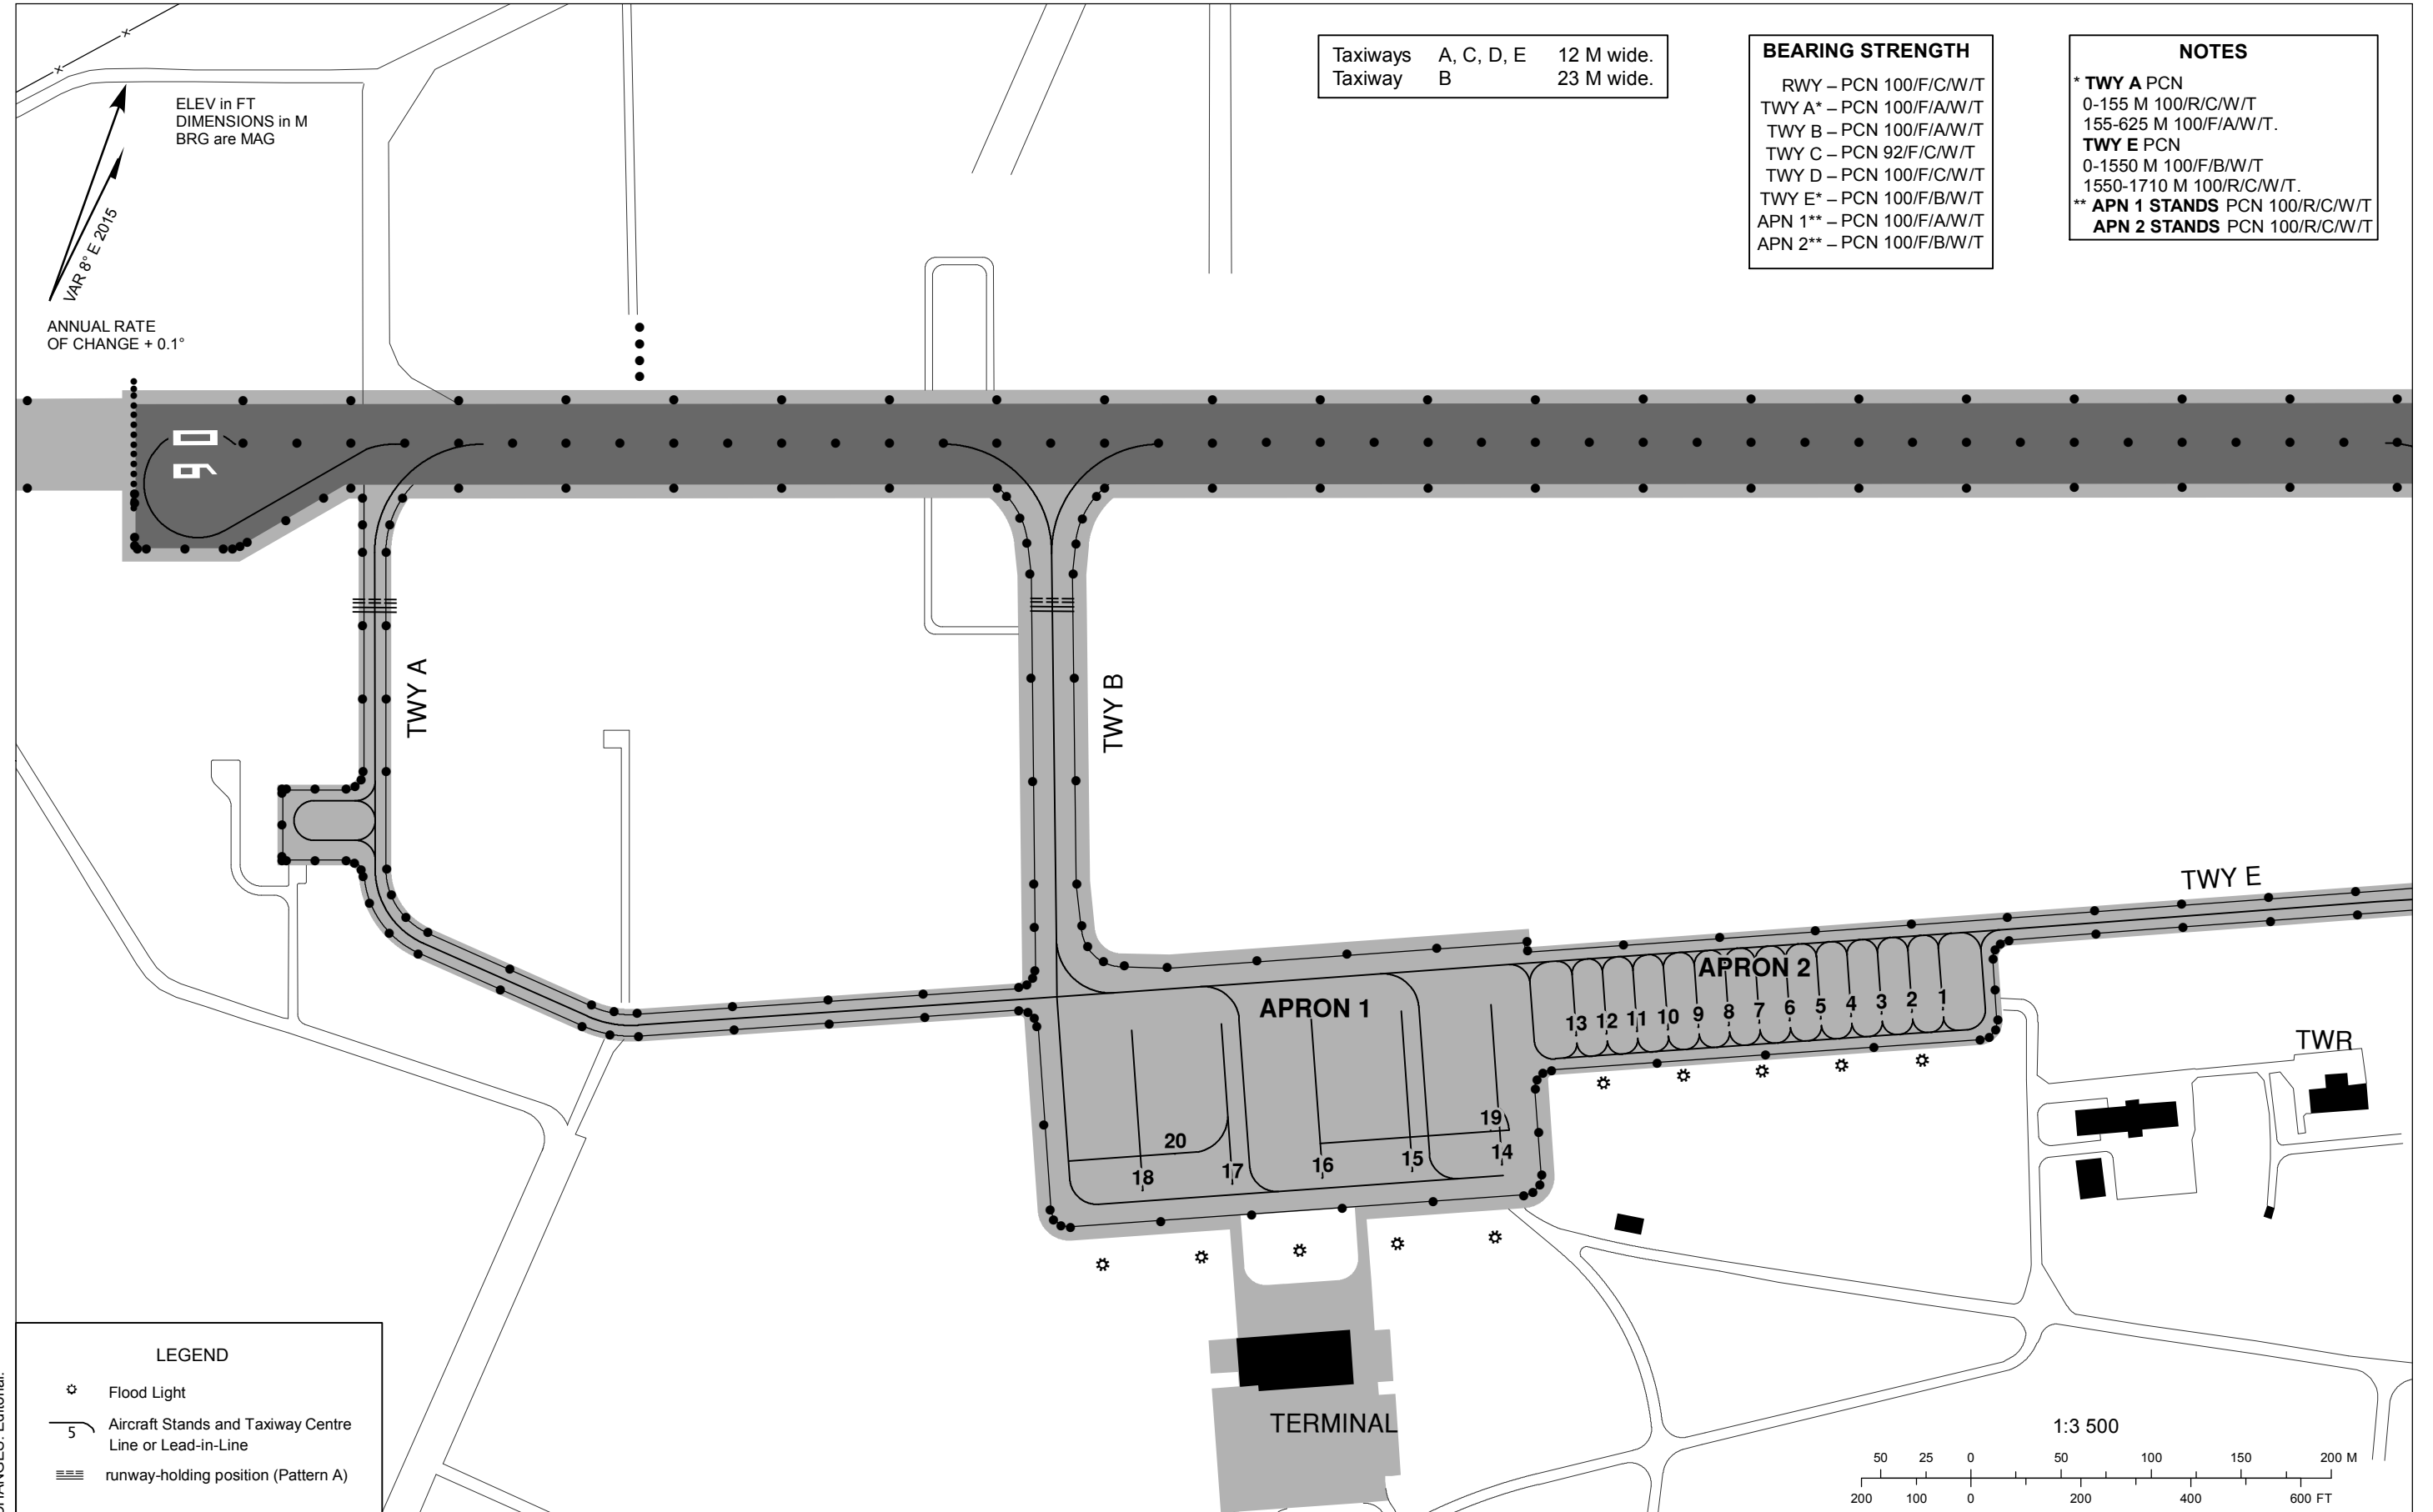 Taxiways A, C, D, E 12 M wide.
Taxiway B 23 M wide.
BEARING STRENGTH
RWY – PCN 100/F/C/W/T
TWY A* – PCN 100/F/A/W/T
TWY B – PCN 100/F/A/W/T
TWY C – PCN 92/F/C/W/T
TWY D – PCN 100/F/C/W/T
TWY E* – PCN 100/F/B/W/T
APN 1** – PCN 100/F/A/W/T
APN 2** – PCN 100/F/B/W/T
NOTES
* TWY A PCN
0-155 M 100/R/C/W/T
155-625 M 100/F/A/W/T.
TWY E PCN
0-1550 M 100/F/B/W/T
1550-1710 M 100/R/C/W/T.
** APN 1 STANDS PCN 100/R/C/W/T
APN 2 STANDS PCN 100/R/C/W/T
ELEV in FT
DIMENSIONS in M
BRG are MAG
VAR 8° E 2015
ANNUAL RATE
OF CHANGE + 0.1°
09
TWY A
TWY B
TWY E
APRON 2
APRON 1
13 12 11 10 9 8 7 6 5 4 3 2 1
TWR
19
20
18 17 16 15 14
TERMINAL
LEGEND
Flood Light
5
Aircraft Stands and Taxiway Centre
Line or Lead-in-Line
runway-holding position (Pattern A)
1:3 500
50 25 0 50 100 150 200 M
200 100 0 200 400 600 FT